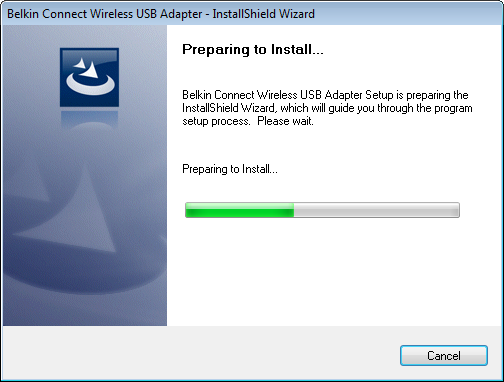 Belkin Connect Wireless USB Adapter - InstallShield Wizard
Preparing to Install...
Belkin Connect Wireless USB Adapter Setup is preparing the
InstallShield Wizard, which will guide you through the program
setup process.  Please wait.
Preparing to Install...
Cancel